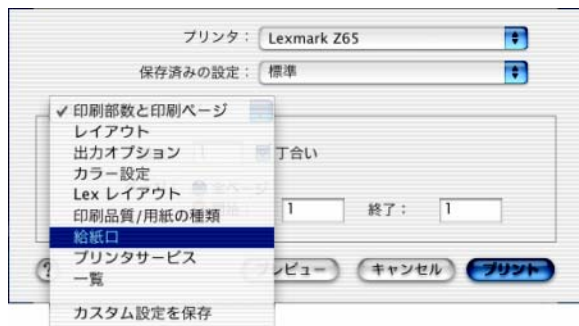 プリンタ： Lexmark Z65
保存済みの設定： 標準
✓ 印刷部数と印刷ページ
レイアウト
出力オプション
1
丁合い
カラー設定
Lex レイアウト
全ページ
印刷品質/用紙の種類
1 終了： 1
給紙口
プリンタサービス
一覧
カスタム設定を保存
?
プレビュー キャンセル プリント